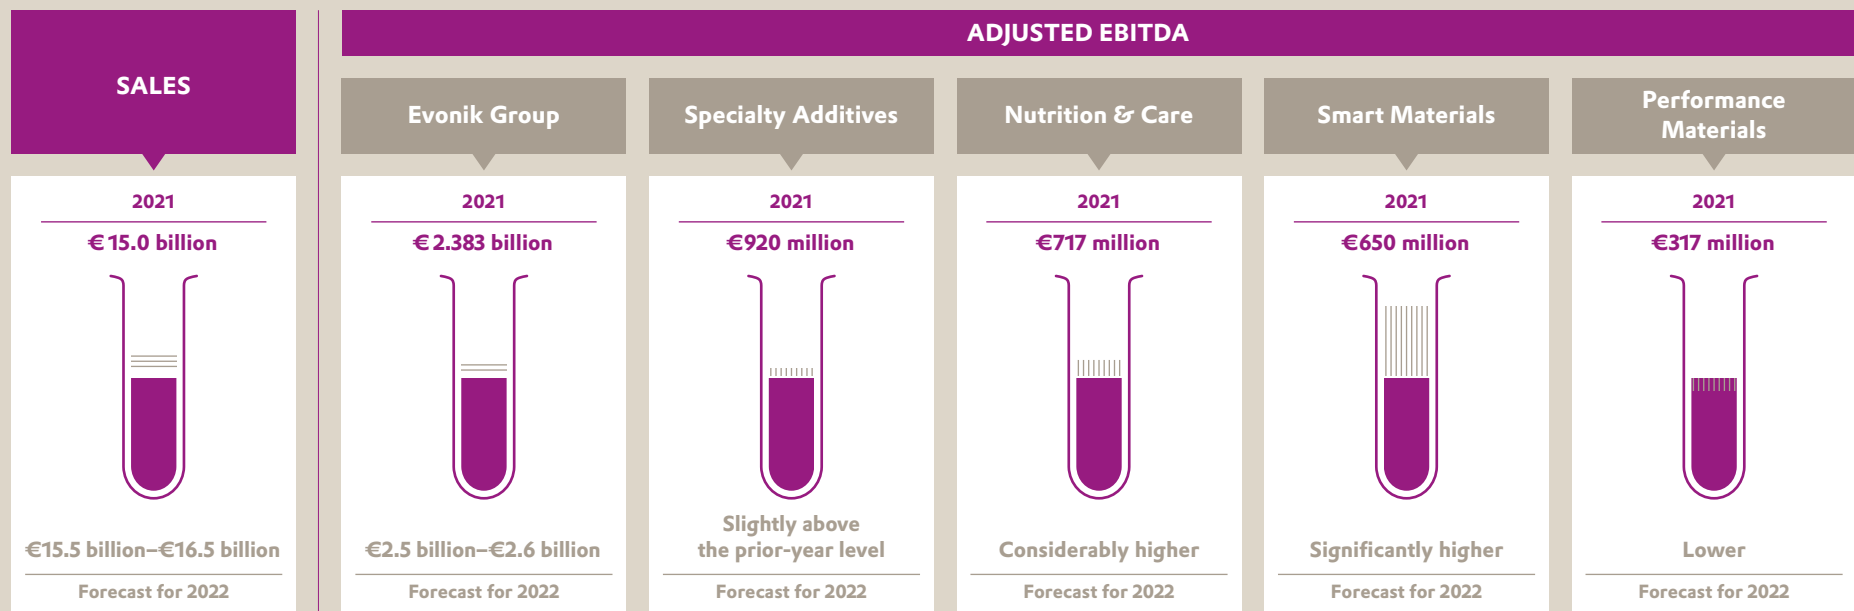 SALES
€ 15.0 billion
ADJUSTED EBITDA
Evonik Group
Specialty Additives
Nutrition & Care
Smart Materials
Performance
Materials
2021
€ 15.0 billion
€15.5 billion–€16.5 billion
Forecast for 2022
2021
€ 2.383 billion
€2.5 billion–€2.6 billion
Forecast for 2022
2021
€920 million
Slightly above
the prior-year level
Forecast for 2022
2021
€717 million
Considerably higher
Forecast for 2022
2021
€650 million
Significantly higher
Forecast for 2022
2021
€317 million
Lower
Forecast for 2022